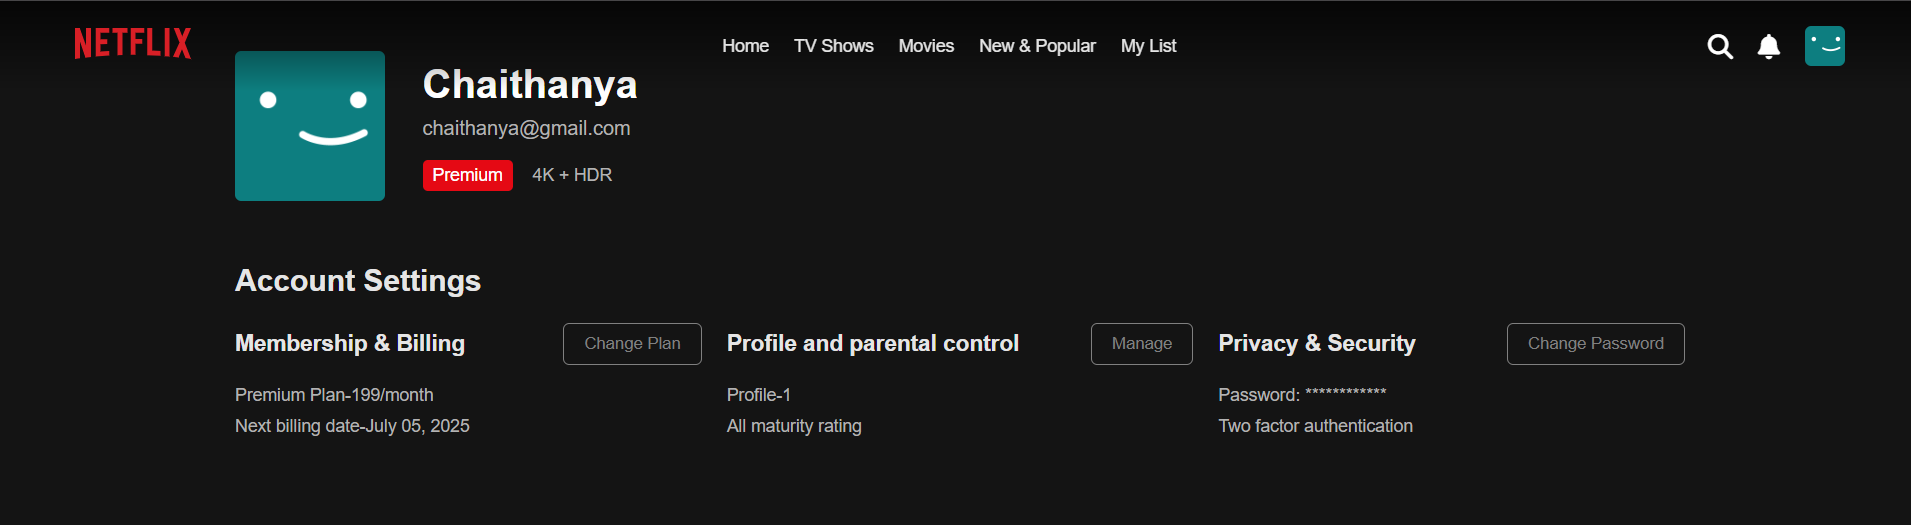 NETFLIX
Home TV Shows Movies New & Popular My List
Chaithanya
chaithanya@gmail.com
Premium 4K + HDR
Account Settings
Membership & Billing Change Plan
Premium Plan-199/month
Next billing date-July 05, 2025
Profile and parental control Manage
Profile-1
All maturity rating
Privacy & Security Change Password
Password: ************
Two factor authentication